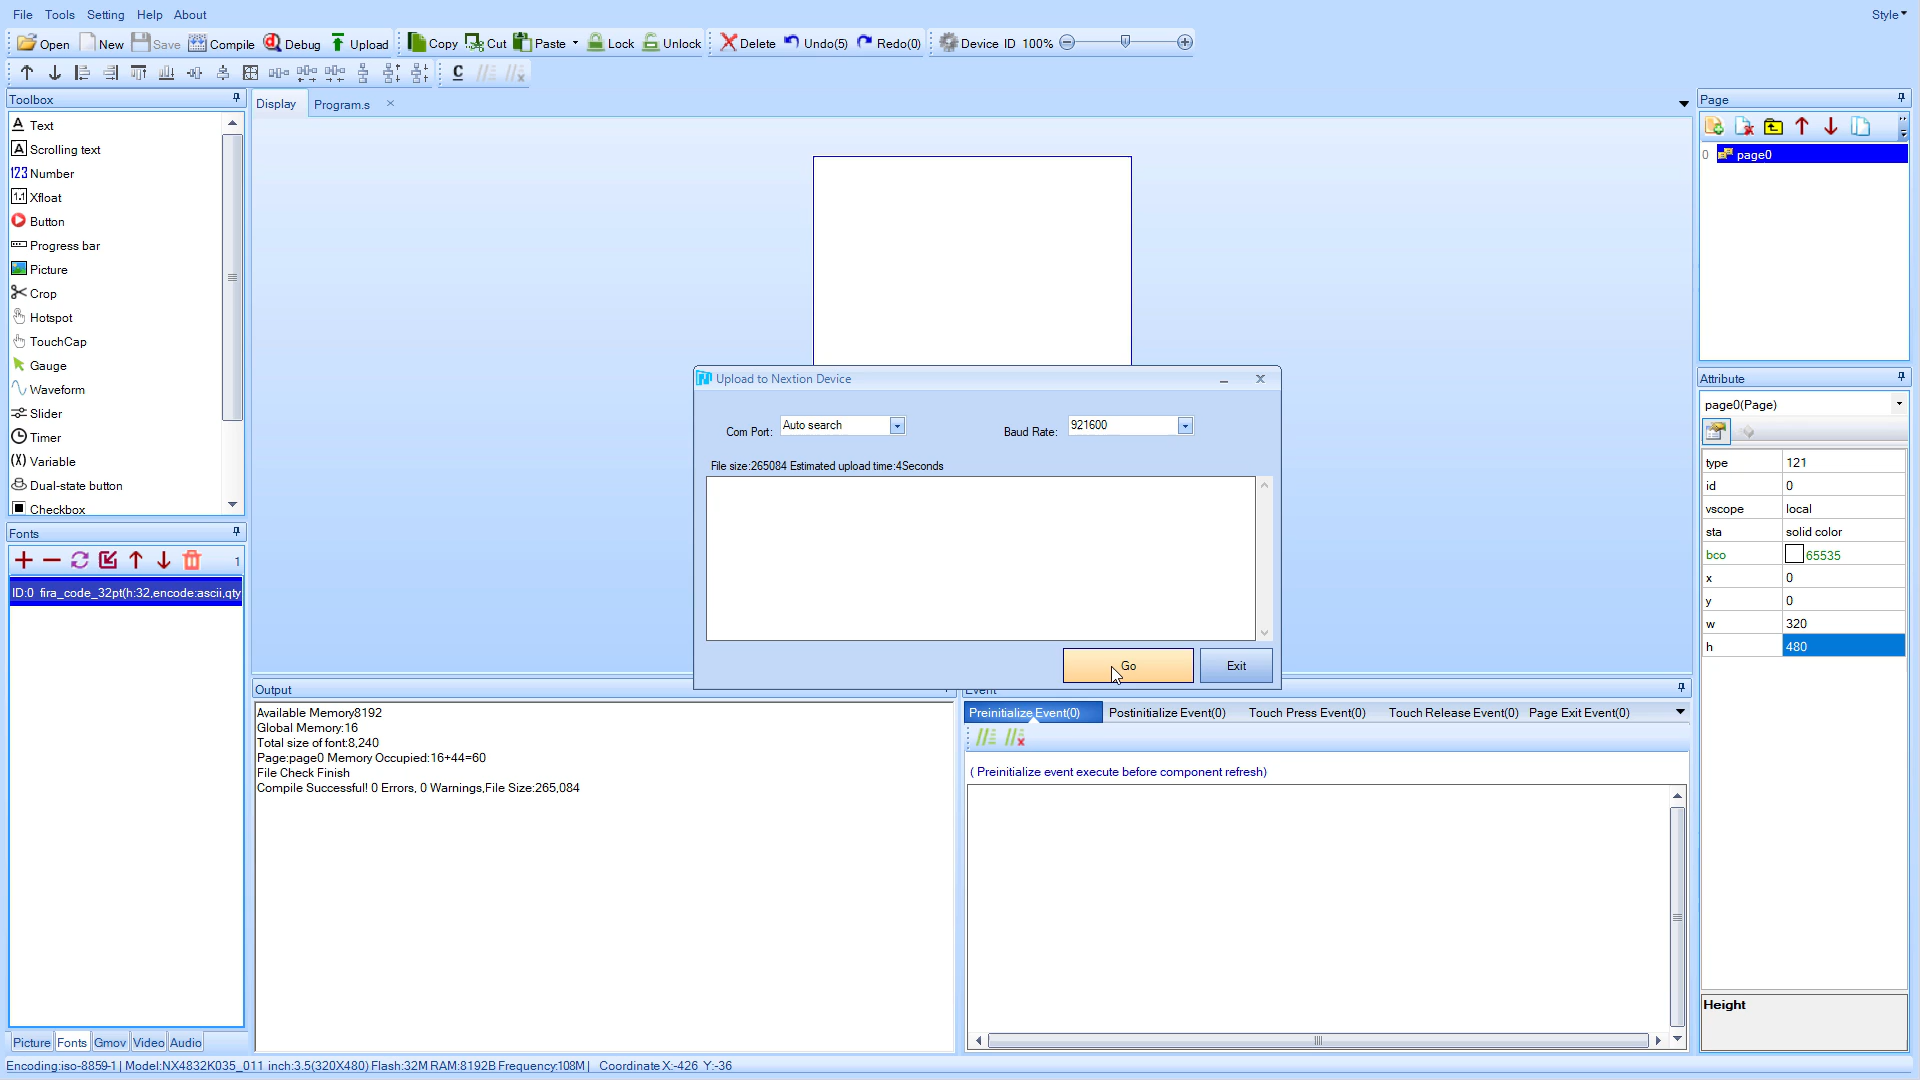 File Tools Setting Help About Style
Open New Save Compile Debug Upload Copy Cut Paste Lock Unlock Delete Undo(5) Redo(0) Device ID 100%
Toolbox
Text
Scrolling text
123 Number
1.1 Xfloat
Button
Progress bar
Picture
Crop
Hotspot
TouchCap
Gauge
Waveform
Slider
Timer
(X) Variable
Dual-state button
Checkbox
Fonts
1
ID:0 fira_code_32pt(h:32,encode:ascii,qty
Picture Fonts Gmov Video Audio
Display Program.s
Upload to Nextion Device
Com Port: Auto search Baud Rate: 921600
File size:265084 Estimated upload time:4Seconds
Go Exit
Output
Available Memory8192
Global Memory:16
Total size of font:8,240
Page:page0 Memory Occupied:16+44=60
File Check Finish
Compile Successful! 0 Errors, 0 Warnings,File Size:265,084
Event
Preinitialize Event(0) Postinitialize Event(0) Touch Press Event(0) Touch Release Event(0) Page Exit Event(0)
( Preinitialize event execute before component refresh)
Page
0 page0
Attribute
page0(Page)
type 121
id 0
vscope local
sta solid color
bco 65535
x 0
y 0
w 320
h 480
Height
Encoding:iso-8859-1 | Model:NX4832K035_011 inch:3.5(320X480) Flash:32M RAM:8192B Frequency:108M | Coordinate X:-426 Y:-36